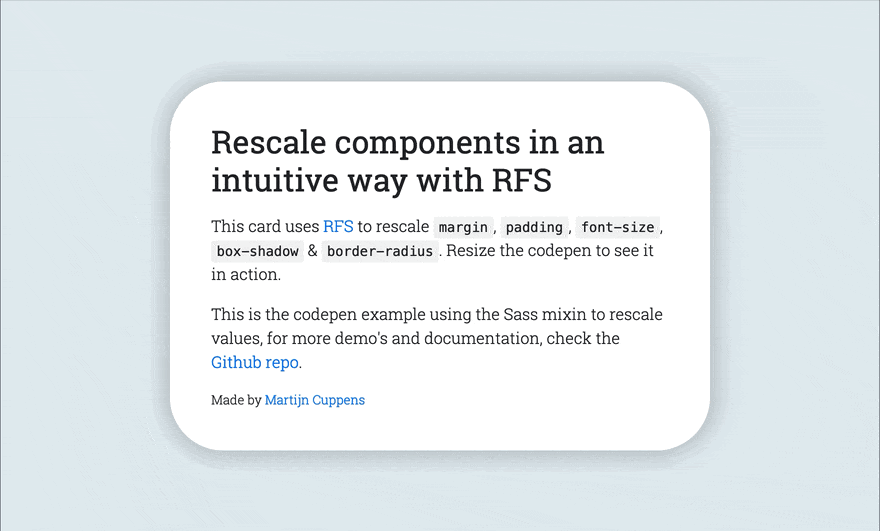 Rescale components in an
intuitive way with RFS
This card uses RFS to rescale margin, padding, font-size,
box-shadow & border-radius. Resize the codepen to see it
in action.
This is the codepen example using the Sass mixin to rescale
values, for more demo's and documentation, check the
Github repo.
Made by Martijn Cuppens